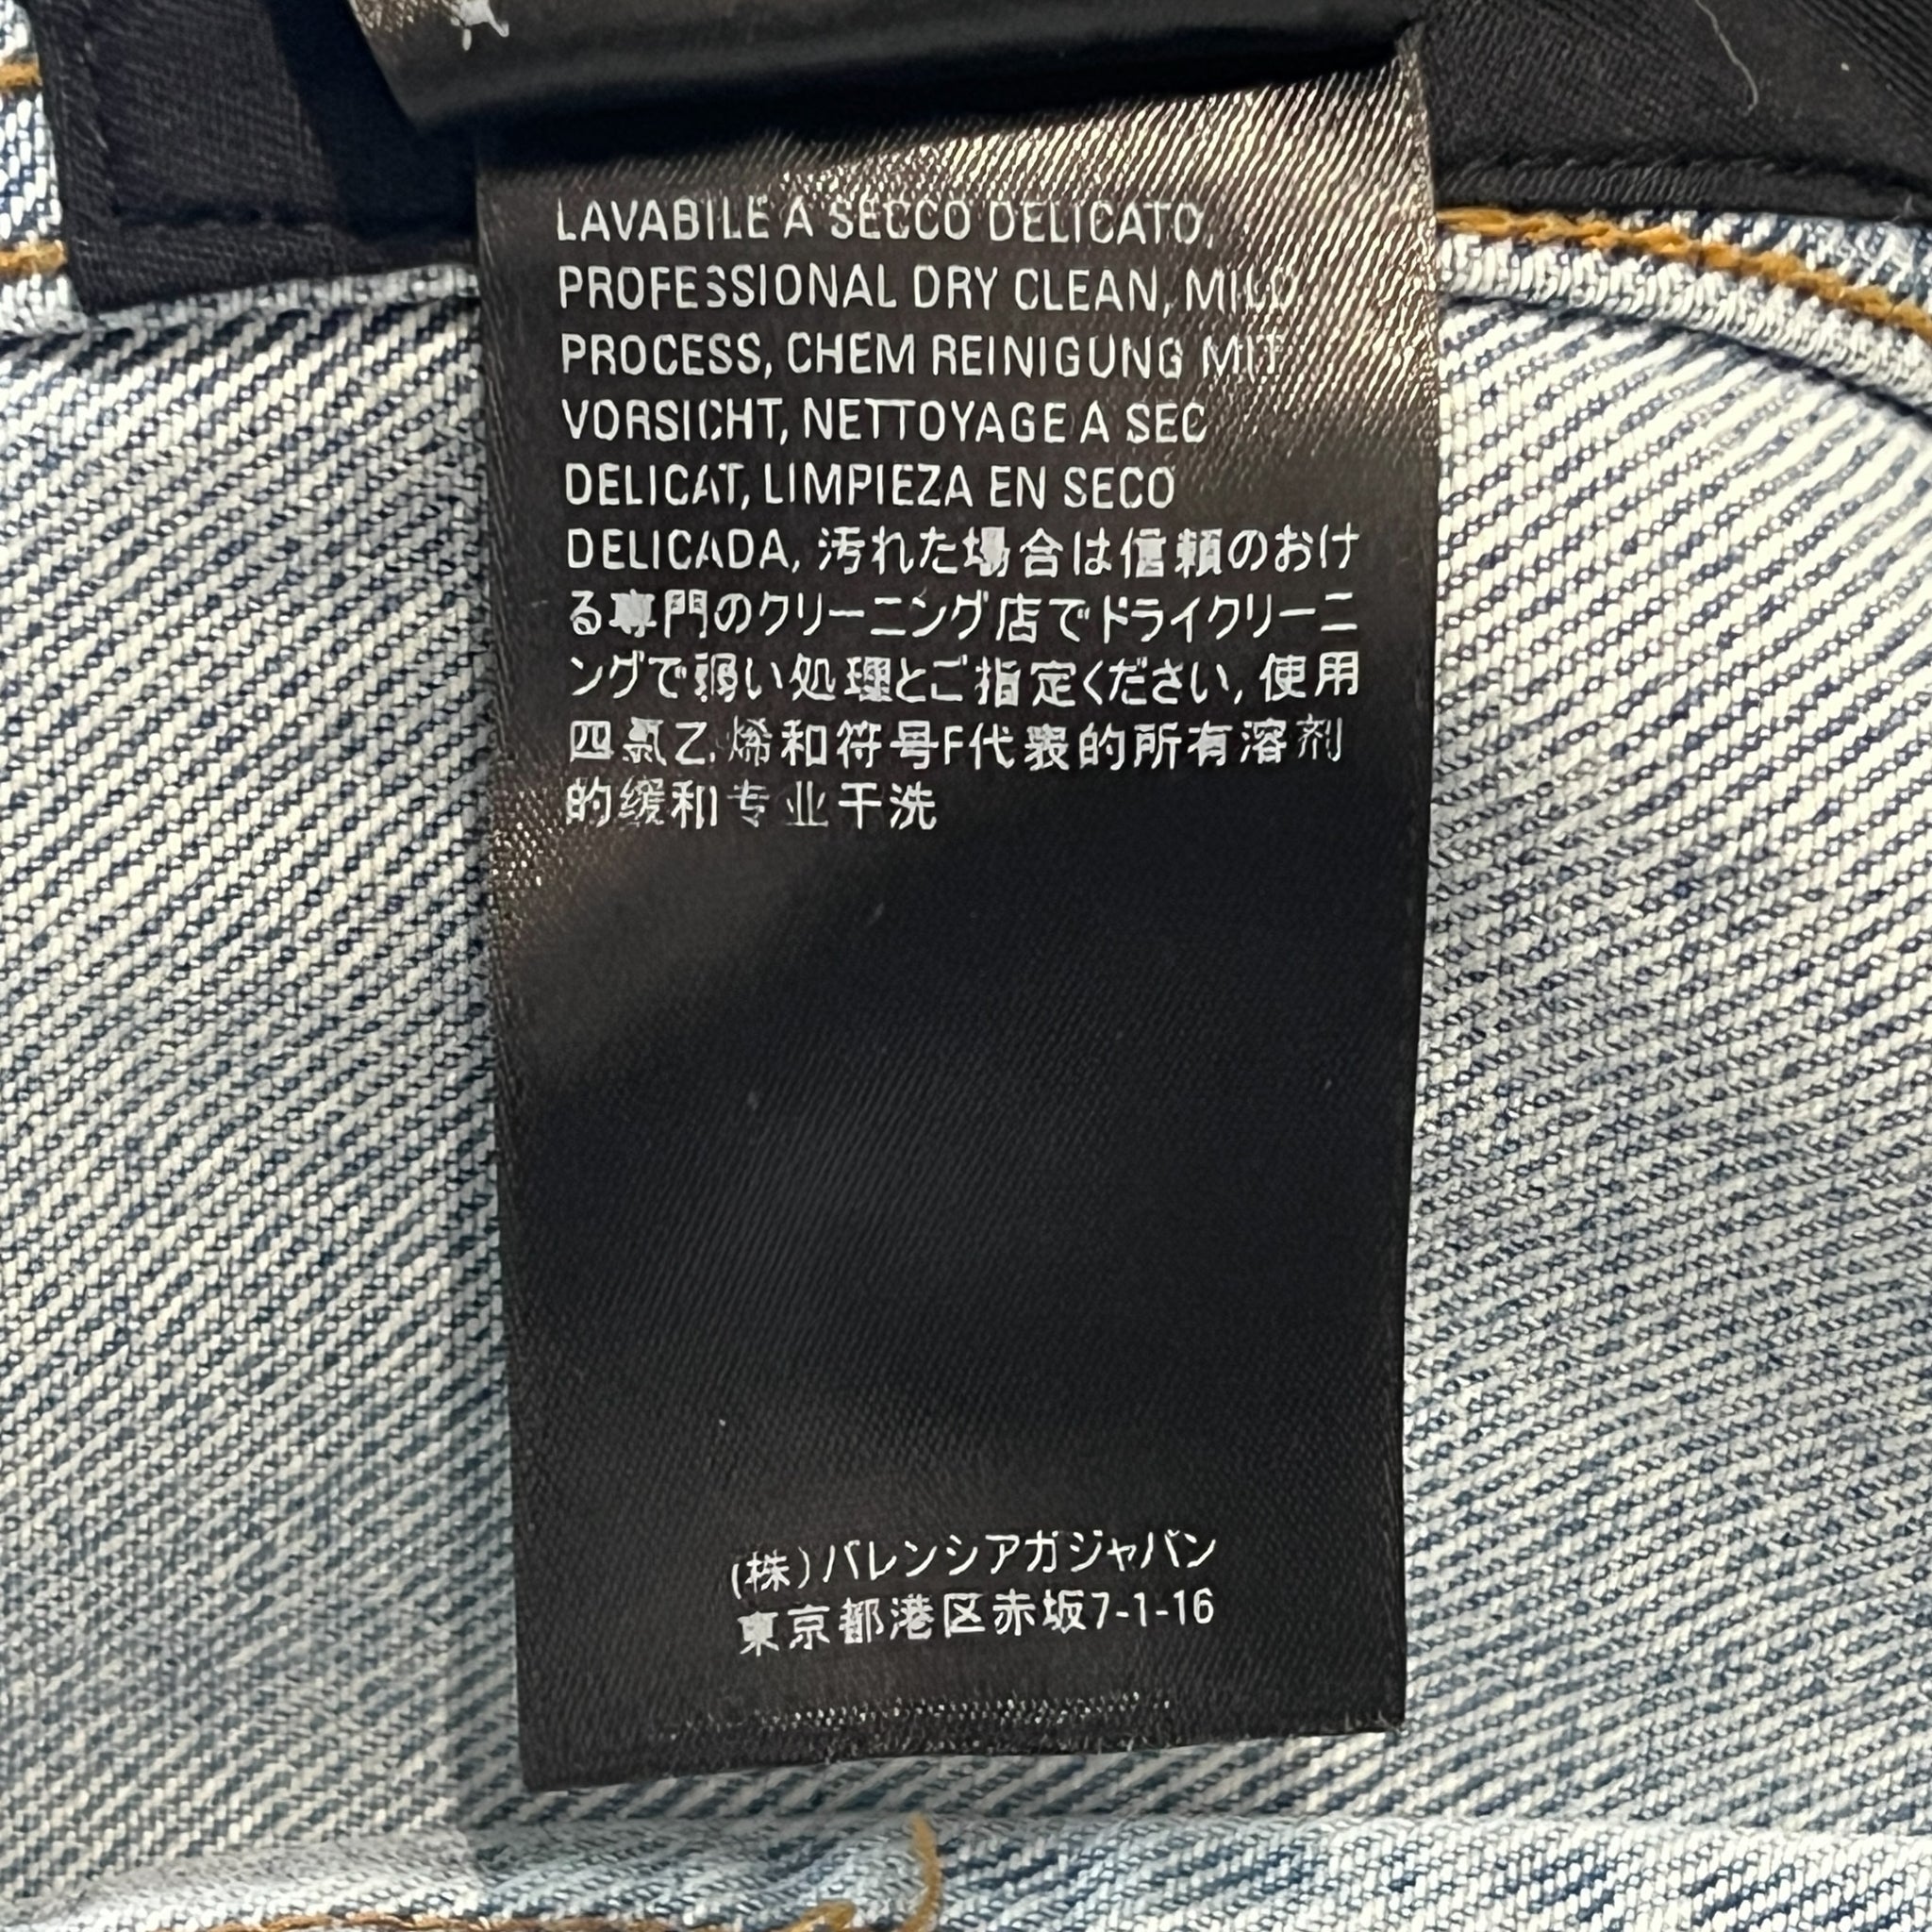 LAVABILE A SECCO DELICATO,
PROFESSIONAL DRY CLEAN, MILD
PROCESS, CHEM REINIGUNG MIT
VORSICHT, NETTOYAGE A SEC
DELICAT, LIMPIEZA EN SECO
DELICADA, 汚れた場合は信頼のおけ
る専門のクリーニング店でドライクリーニ
ングで弱い処理とご指定ください, 使用
四氯乙烯和符号F代表的所有溶剂
的缓和专业干洗
(株)バレンシアガジャパン
東京都港区赤坂7-1-16